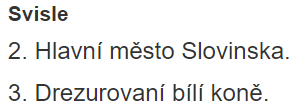 Svisle
2. Hlavní město Slovinska.
3. Drezurovaní bílí koně.